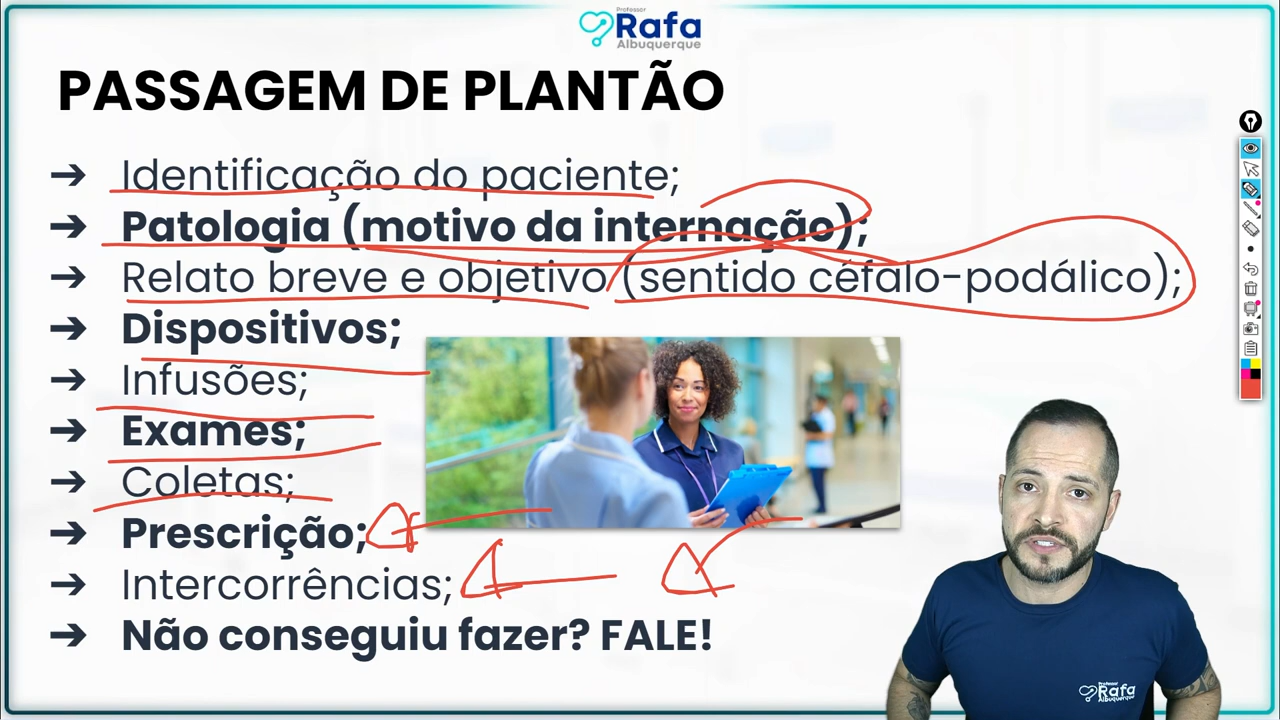 Professor
Rafa
Albuquerque
PASSAGEM DE PLANTÃO
➔ Identificação do paciente;
➔ Patologia (motivo da internação);
➔ Relato breve e objetivo (sentido céfalo-podálico);
➔ Dispositivos;
➔ Infusões;
➔ Exames;
➔ Coletas;
➔ Prescrição;
➔ Intercorrências;
➔ Não conseguiu fazer? FALE!
Professor
Rafa
Albuquerque